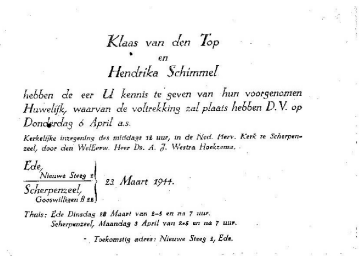 Klaas van den Top
en
Hendrika Schimmel
hebben de eer U kennis te geven van hun voorgenomen
Huwelijk, waarvan de voltrekking zal plaats hebben D.V. op
Donderdag 6 April a.s.
Kerkelijke inzegening des middags 12 uur, in de Ned. Herv. Kerk te Scherpen-
zeel, door den WelEerw. Heer Ds. A. J. Westra Hoekzema.
Ede,
Nieuwe Steeg 1
Scherpenzeel,
Gooswilligen B 22
23 Maart 1944.
Thuis: Ede Dinsdag 28 Maart van 2-5 en na 7 uur.
Scherpenzeel, Maandag 3 April van 2-5 en na 7 uur.
Toekomstig adres: Nieuwe Steeg 1, Ede.